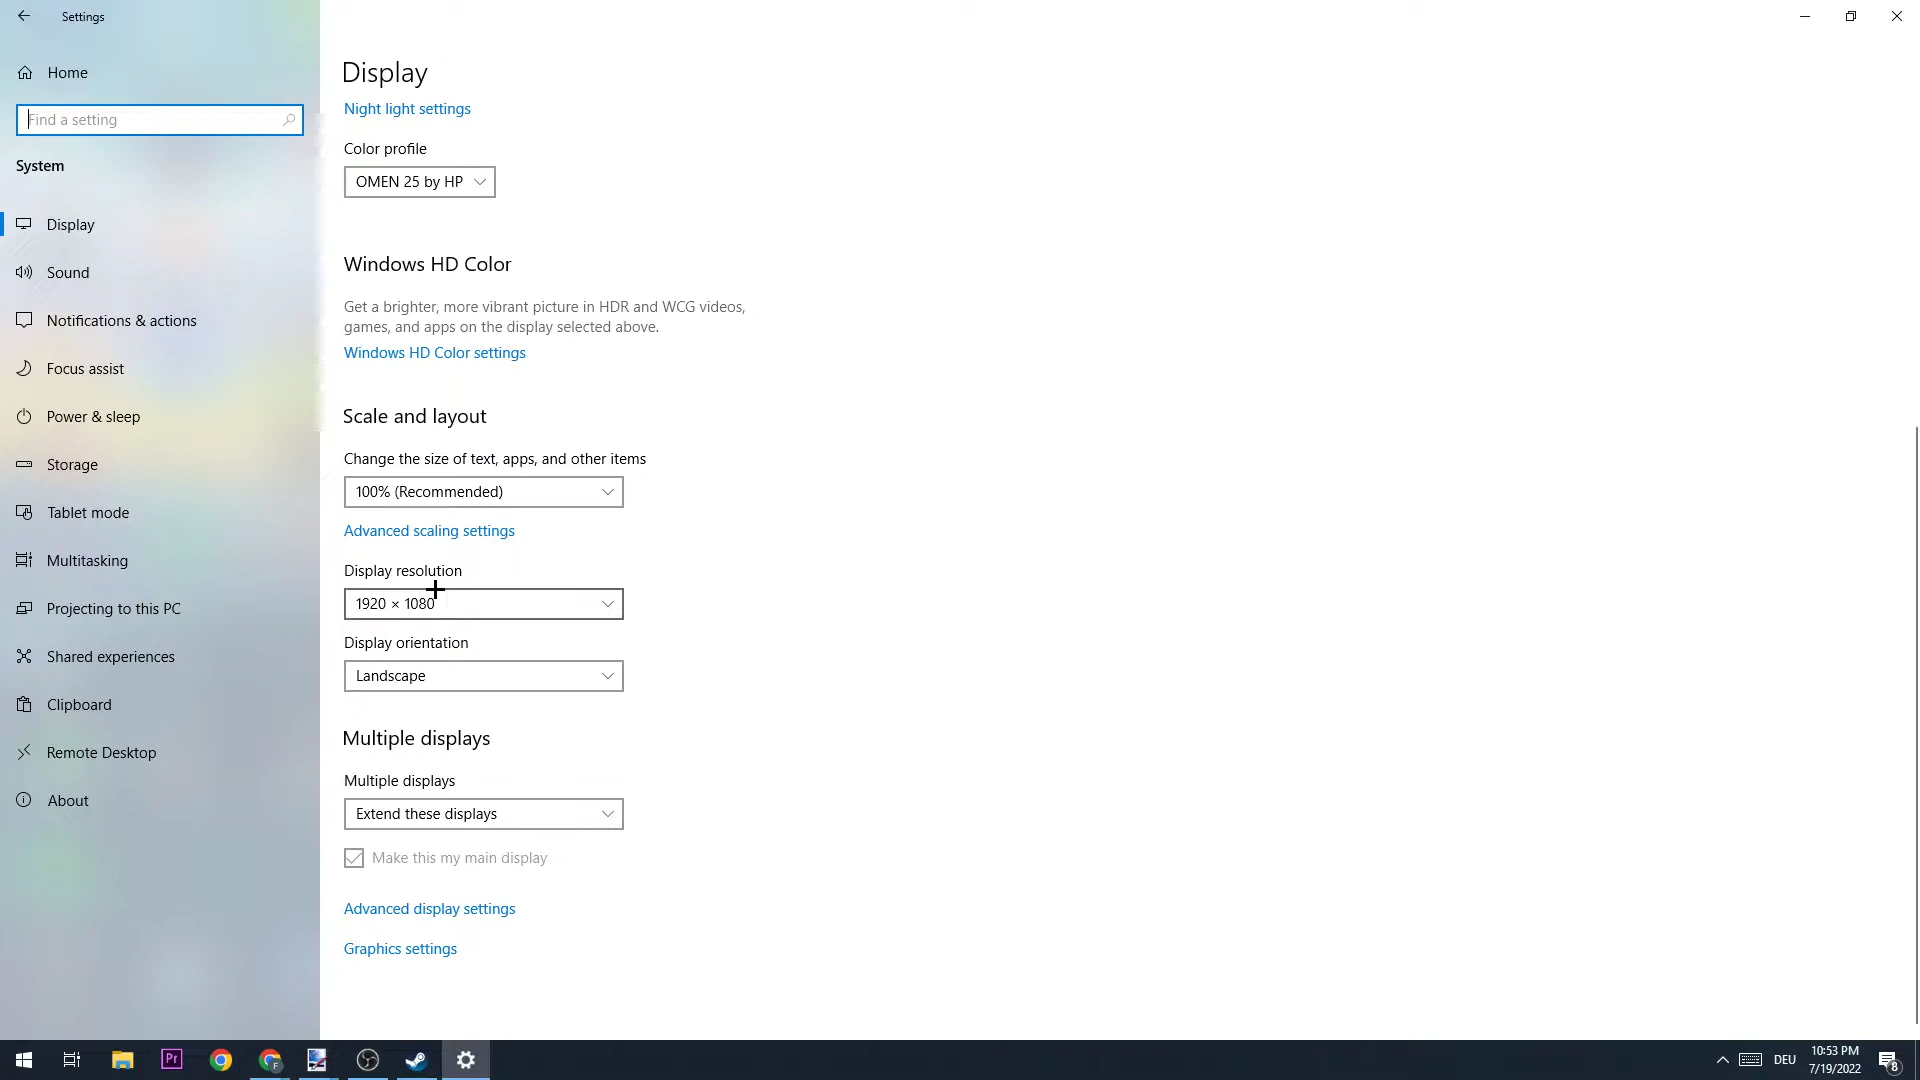 Settings
Home
Find a setting
System
Display
Sound
Notifications & actions
Focus assist
Power & sleep
Storage
Tablet mode
Multitasking
Projecting to this PC
Shared experiences
Clipboard
Remote Desktop
About
Display
Night light settings
Color profile
OMEN 25 by HP
Windows HD Color
Get a brighter, more vibrant picture in HDR and WCG videos,
games, and apps on the display selected above.
Windows HD Color settings
Scale and layout
Change the size of text, apps, and other items
100% (Recommended)
Advanced scaling settings
Display resolution
1920 × 1080
Display orientation
Landscape
Multiple displays
Multiple displays
Extend these displays
Make this my main display
Advanced display settings
Graphics settings
Pr
F
DEU
10:53 PM
7/19/2022
8